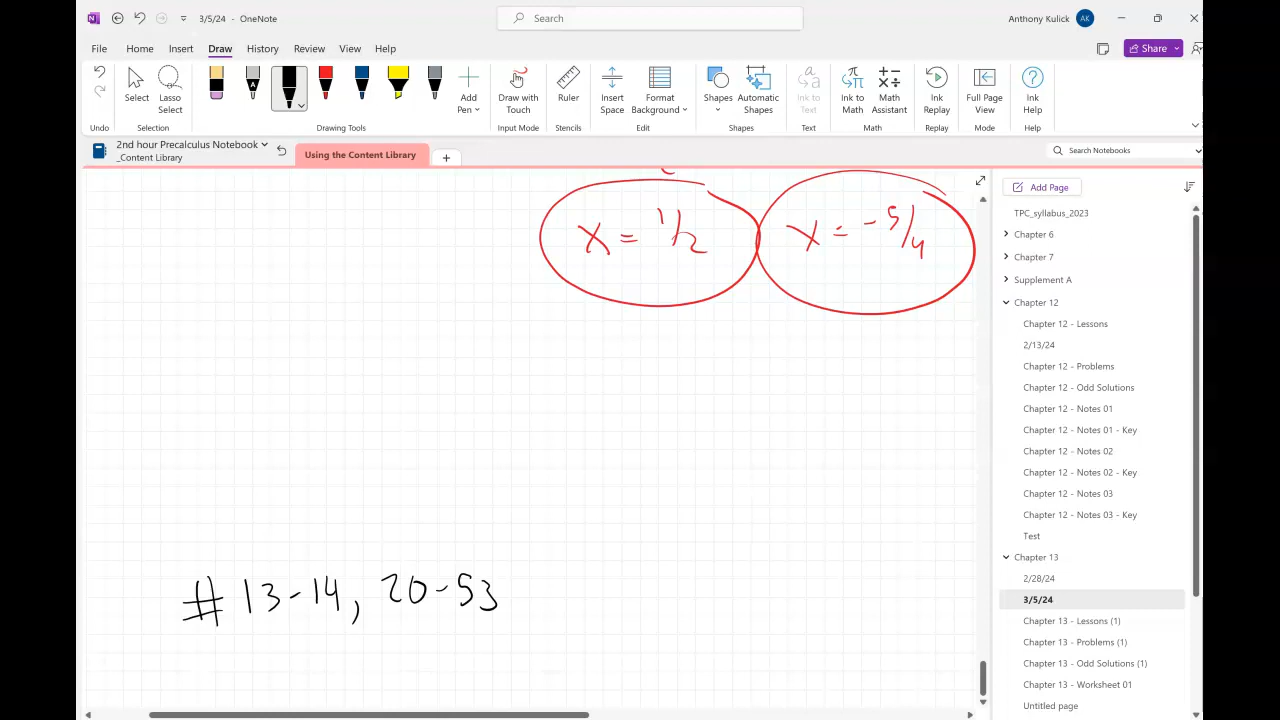 3/5/24 - OneNote
Search
Anthony Kulick AK
File Home Insert Draw History Review View Help
Share
Select
Lasso Select
Add Pen
Draw with Touch
Ruler
Insert Space
Format Background
Shapes
Automatic Shapes
Ink to Text
Ink to Math
Math Assistant
Ink Replay
Full Page View
Ink Help
Undo Selection Drawing Tools Input Mode Stencils Edit Shapes Text Math Replay Mode Help
2nd hour Precalculus Notebook
_Content Library
Using the Content Library
+
Search Notebooks
Add Page
TPC_syllabus_2023
Chapter 6
Chapter 7
Supplement A
Chapter 12
Chapter 12 - Lessons
2/13/24
Chapter 12 - Problems
Chapter 12 - Odd Solutions
Chapter 12 - Notes 01
Chapter 12 - Notes 01 - Key
Chapter 12 - Notes 02
Chapter 12 - Notes 02 - Key
Chapter 12 - Notes 03
Chapter 12 - Notes 03 - Key
Test
Chapter 13
2/28/24
3/5/24
Chapter 13 - Lessons (1)
Chapter 13 - Problems (1)
Chapter 13 - Odd Solutions (1)
Chapter 13 - Worksheet 01
Untitled page
x = 1/2 x = -5/4
# 13-14, 20-53